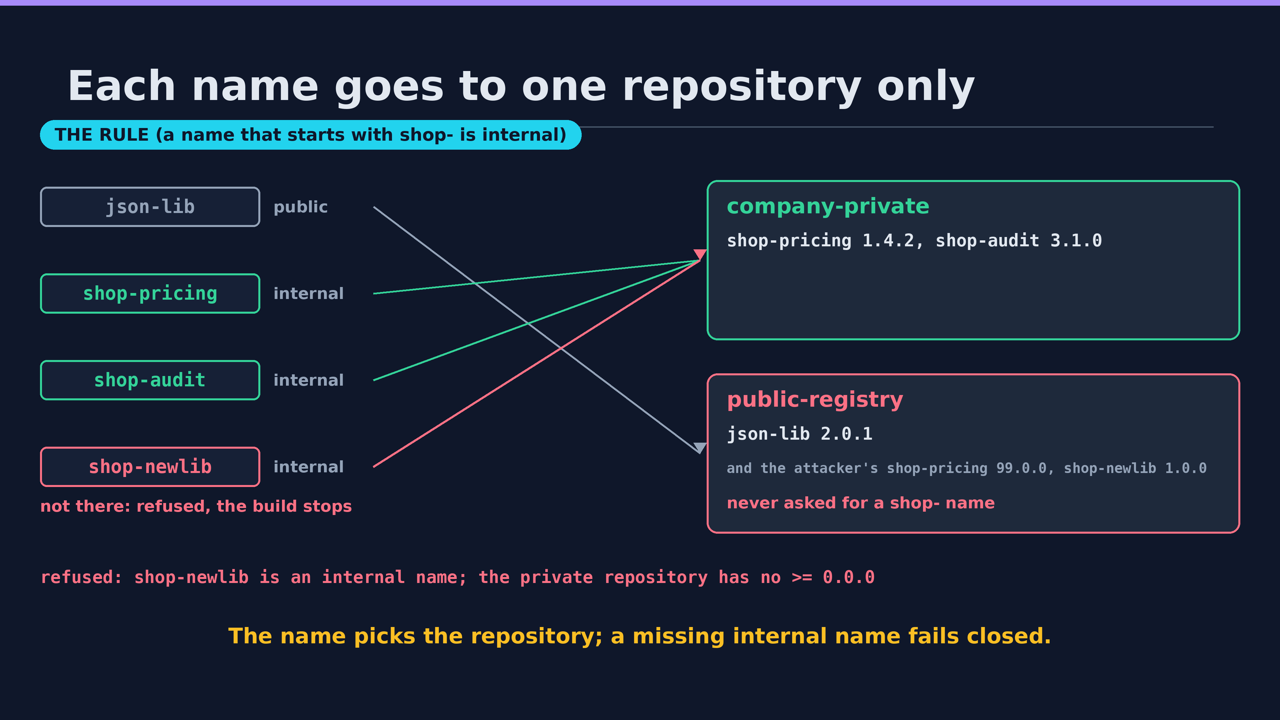 Each name goes to one repository only
THE RULE (a name that starts with shop- is internal)
json-lib public
shop-pricing internal
shop-audit internal
shop-newlib internal
not there: refused, the build stops
company-private
shop-pricing 1.4.2, shop-audit 3.1.0
public-registry
json-lib 2.0.1
and the attacker's shop-pricing 99.0.0, shop-newlib 1.0.0
never asked for a shop- name
refused: shop-newlib is an internal name; the private repository has no >= 0.0.0
The name picks the repository; a missing internal name fails closed.